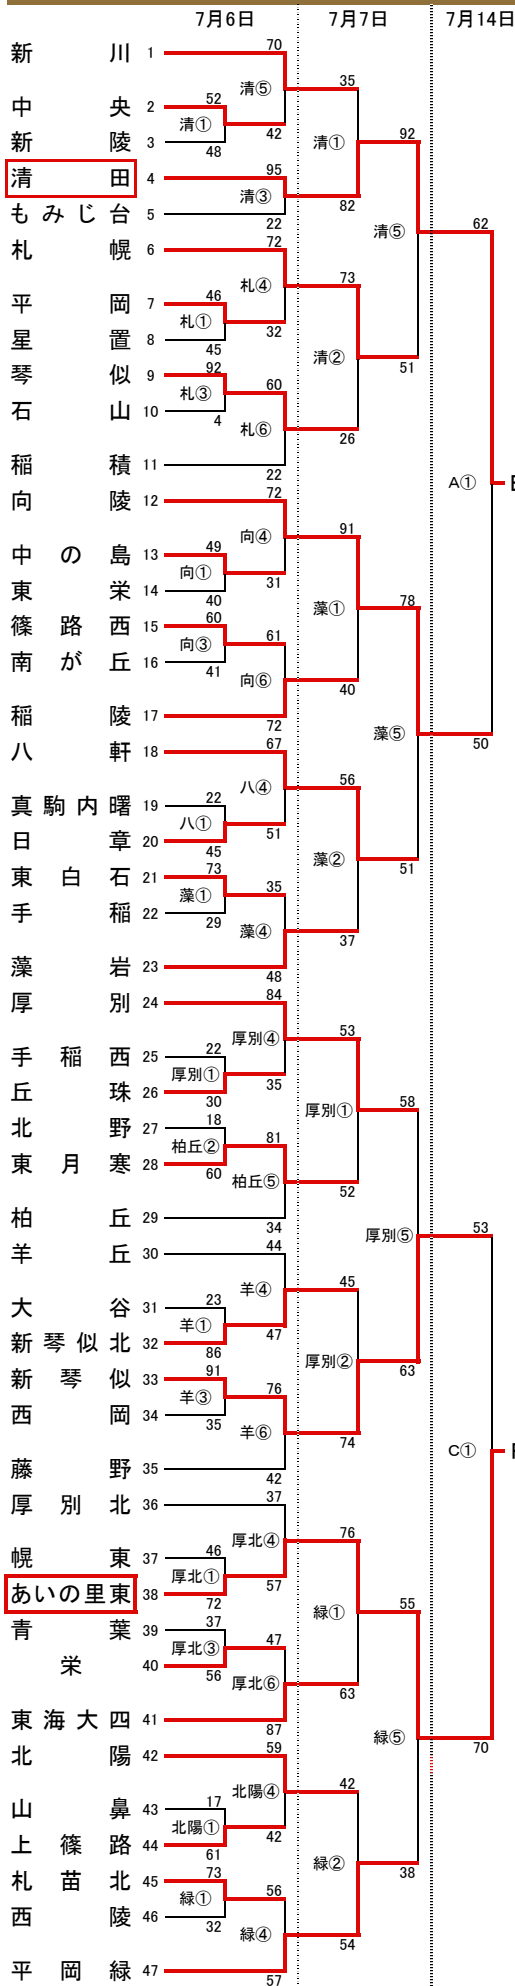 7月6日 7月7日 7月14日
新川 1 70
清⑤ 35
中央 2 52
清①
新陵 3 48 42
清① 92
清田 4 95
清③
もみじ台 5 22 82
清⑤ 62
札幌 6 72
札④ 73
平岡 7 46
札①
星置 8 45 32
清② 51
琴似 9 92 60
札③
石山 10 4
札⑥ 26
稲積 11 22
A①
向陵 12 72
向④ 91
中の島 13 49
向①
東栄 14 40 31
藻① 78
篠路西 15 60 61
向③
南が丘 16 41
向⑥ 40
稲陵 17 72
藻⑤ 50
八軒 18 67
八④ 56
真駒内曙 19 22
八①
日章 20 45 51
藻② 51
東白石 21 73 35
藻①
手稲 22 29
藻④ 37
藻岩 23 48
厚別 24 84
厚別④ 53
手稲西 25 22
厚別①
丘珠 26 30 35
厚別① 58
北野 27 18 81
柏丘②
東月寒 28 60
柏丘⑤ 52
柏丘 29 34
厚別⑤ 53
羊丘 30 44
羊④ 45
大谷 31 23
羊①
新琴似北 32 86 47
厚別② 63
新琴似 33 91 76
羊③
西岡 34 35
羊⑥ 74
藤野 35 42
C①
厚別北 36 37
厚北④ 76
幌東 37 46
厚北①
あいの里東 38 72 57
緑① 55
青葉 39 37 47
厚北③
栄 40 56
厚北⑥ 63
東海大四 41 87
緑⑤ 70
北陽 42 59
北陽④ 42
山鼻 43 17
北陽①
上篠路 44 61 42
緑② 38
札苗北 45 73 56
緑①
西陵 46 32
緑④ 54
平岡緑 47 57